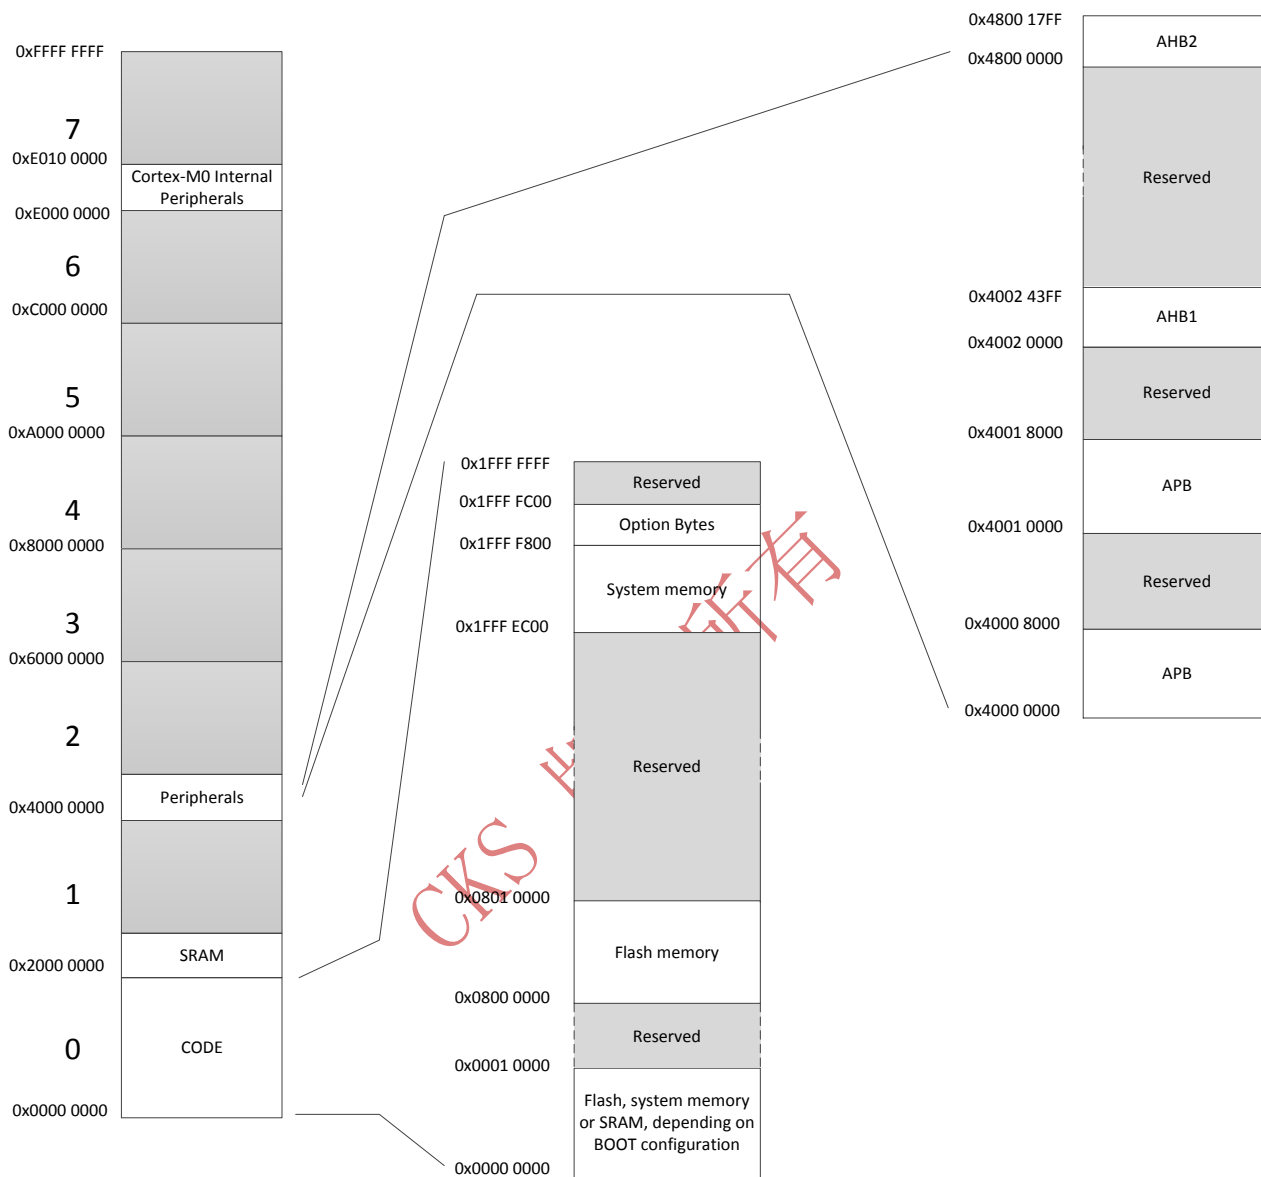 0xFFFF FFFF
7
0xE010 0000
Cortex-M0 Internal
Peripherals
0xE000 0000
6
0xC000 0000
5
0xA000 0000
4
0x8000 0000
3
0x6000 0000
2
Peripherals
0x4000 0000
1
SRAM
0x2000 0000
CODE
0
0x0000 0000
0x1FFF FFFF
Reserved
0x1FFF FC00
Option Bytes
0x1FFF F800
System memory
0x1FFF EC00
Reserved
0x0801 0000
Flash memory
0x0800 0000
Reserved
0x0001 0000
Flash, system memory
or SRAM, depending on
BOOT configuration
0x0000 0000
0x4800 17FF
AHB2
0x4800 0000
Reserved
0x4002 43FF
AHB1
0x4002 0000
Reserved
0x4001 8000
APB
0x4001 0000
Reserved
0x4000 8000
APB
0x4000 0000
CKS 所有